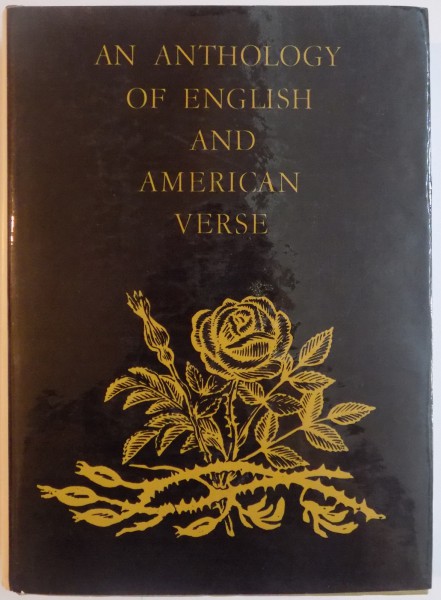 AN ANTHOLOGY
OF ENGLISH
AND
AMERICAN
VERSE